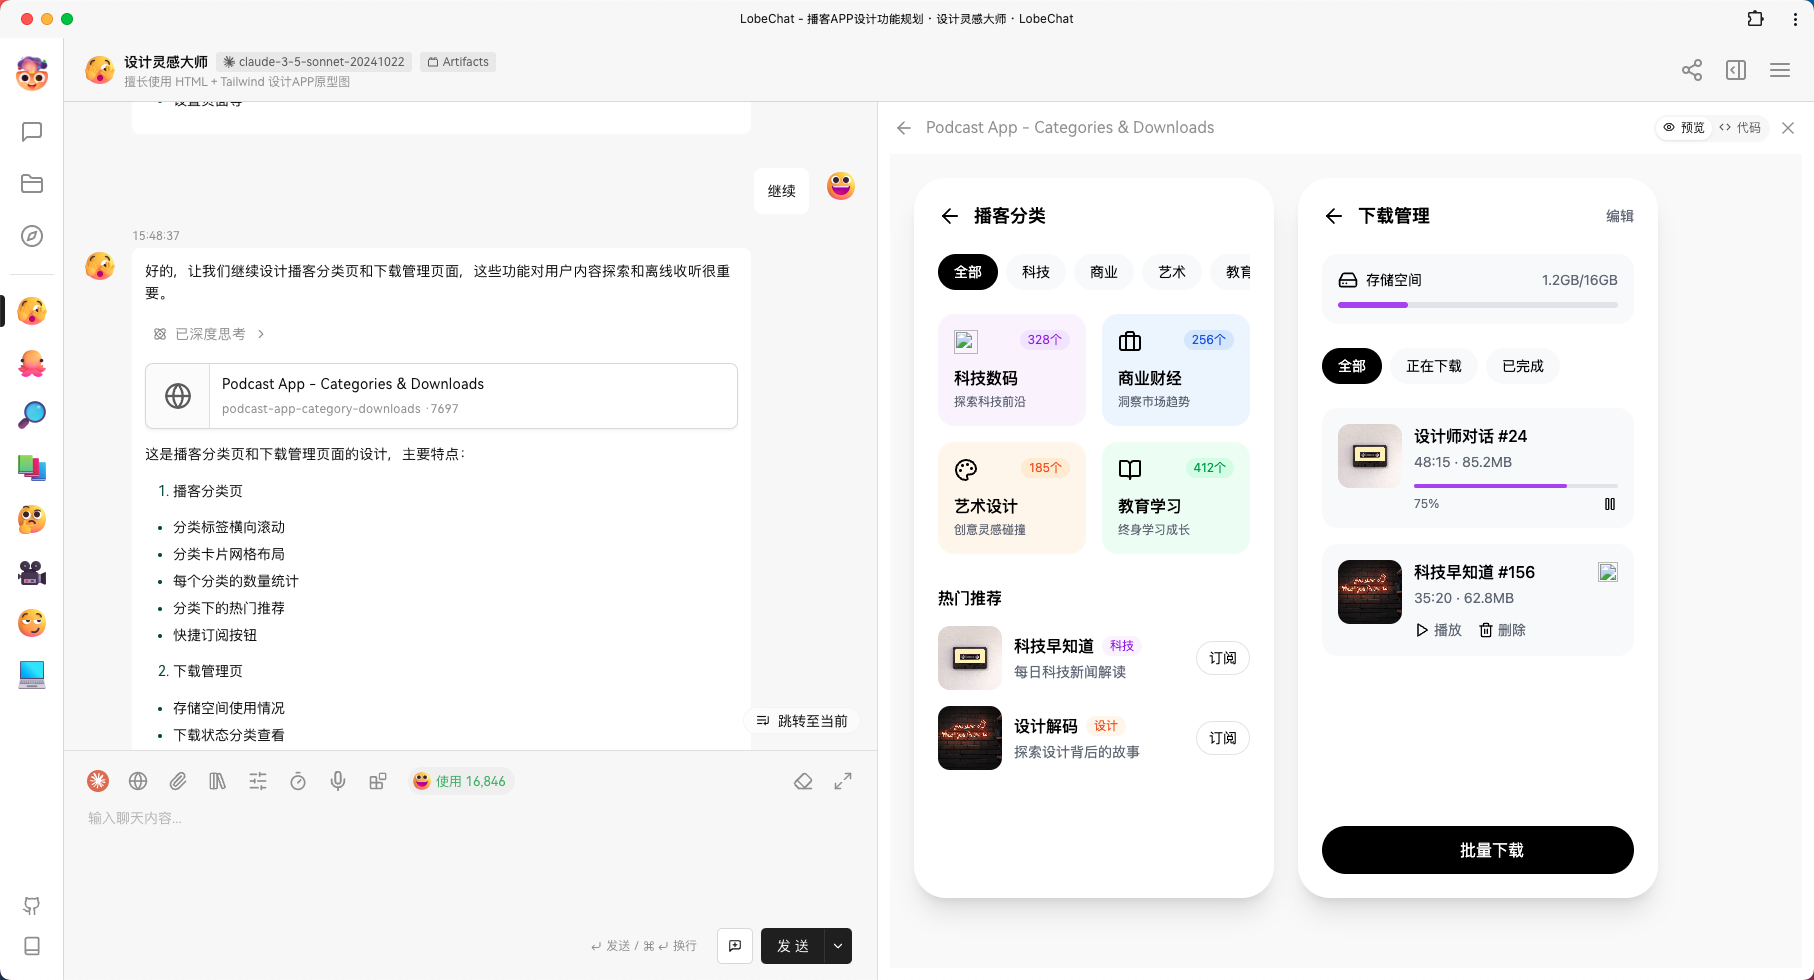 LobeChat - 播客APP设计功能规划 · 设计灵感大师 · LobeChat
设计灵感大师
claude-3-5-sonnet-20241022
Artifacts
擅长使用 HTML + Tailwind 设计APP原型图
设置页面等
继续
15:48:37
好的，让我们继续设计播客分类页和下载管理页面，这些功能对用户内容探索和离线收听很重
要。
已深度思考
Podcast App - Categories & Downloads
podcast-app-category-downloads · 7697
这是播客分类页和下载管理页面的设计，主要特点：
1. 播客分类页
• 分类标签横向滚动
• 分类卡片网格布局
• 每个分类的数量统计
• 分类下的热门推荐
• 快捷订阅按钮
2. 下载管理页
• 存储空间使用情况
• 下载状态分类查看
跳转至当前
使用 16,846
输入聊天内容...
↵ 发送 / ⌘ ↵ 换行
发 送
Podcast App - Categories & Downloads
预览
代码
播客分类
全部
科技
商业
艺术
教育
328个
科技数码
探索科技前沿
256个
商业财经
洞察市场趋势
185个
艺术设计
创意灵感碰撞
412个
教育学习
终身学习成长
热门推荐
科技早知道 科技
每日科技新闻解读
订阅
设计解码 设计
探索设计背后的故事
订阅
下载管理
编辑
存储空间
1.2GB/16GB
全部
正在下载
已完成
设计师对话 #24
48:15 · 85.2MB
75%
科技早知道 #156
35:20 · 62.8MB
播放
删除
批量下载